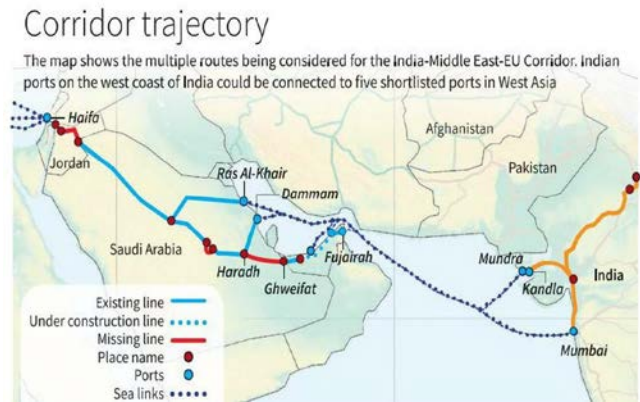 Corridor trajectory
The map shows the multiple routes being considered for the India-Middle East-EU Corridor. Indian
ports on the west coast of India could be connected to five shortlisted ports in West Asia
Haifa
Afghanistan
Jordan
Pakistan
Ras Al-Khair
Dammam
Saudi Arabia
Fujairah
Mundra
India
Haradh
Kandla
Ghweifat
Existing line
Under construction line
Missing line
Mumbai
Place name
Ports
Sea links